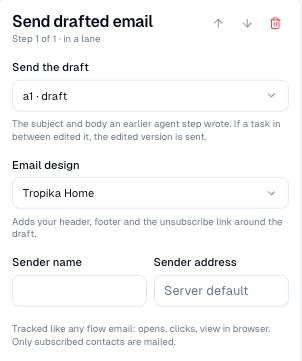 Send drafted email
Step 1 of 1 · in a lane
Send the draft
a1 · draft
The subject and body an earlier agent step wrote. If a task in
between edited it, the edited version is sent.
Email design
Tropika Home
Adds your header, footer and the unsubscribe link around the
draft.
Sender name
Sender address
Server default
Tracked like any flow email: opens, clicks, view in browser.
Only subscribed contacts are mailed.